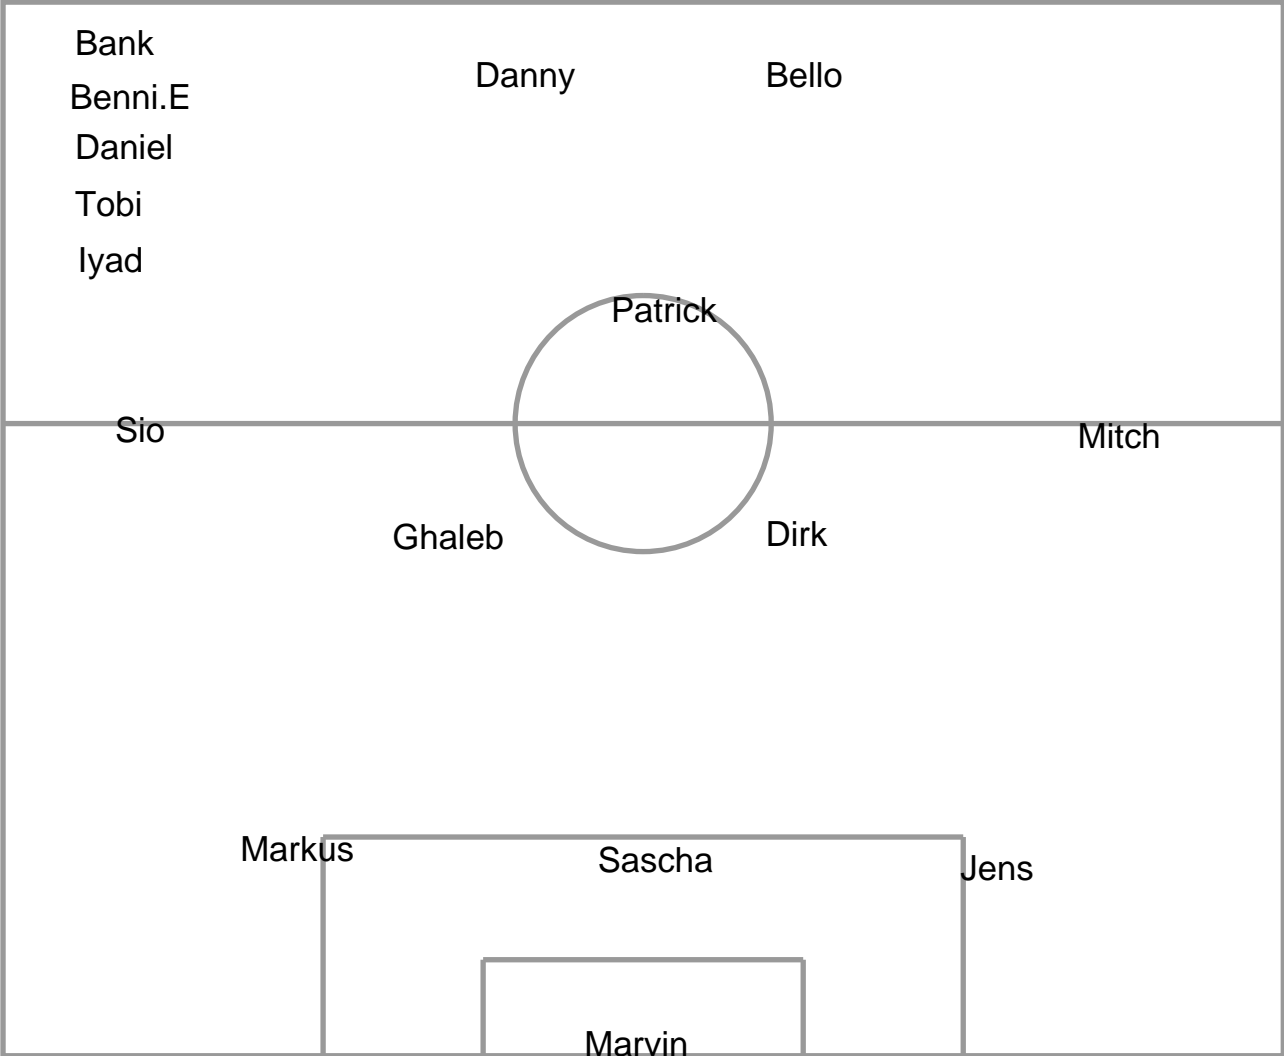 Bank
Benni.E
Daniel
Tobi
Iyad
Danny
Bello
Patrick
Sio
Mitch
Ghaleb
Dirk
Markus
Sascha
Jens
Marvin